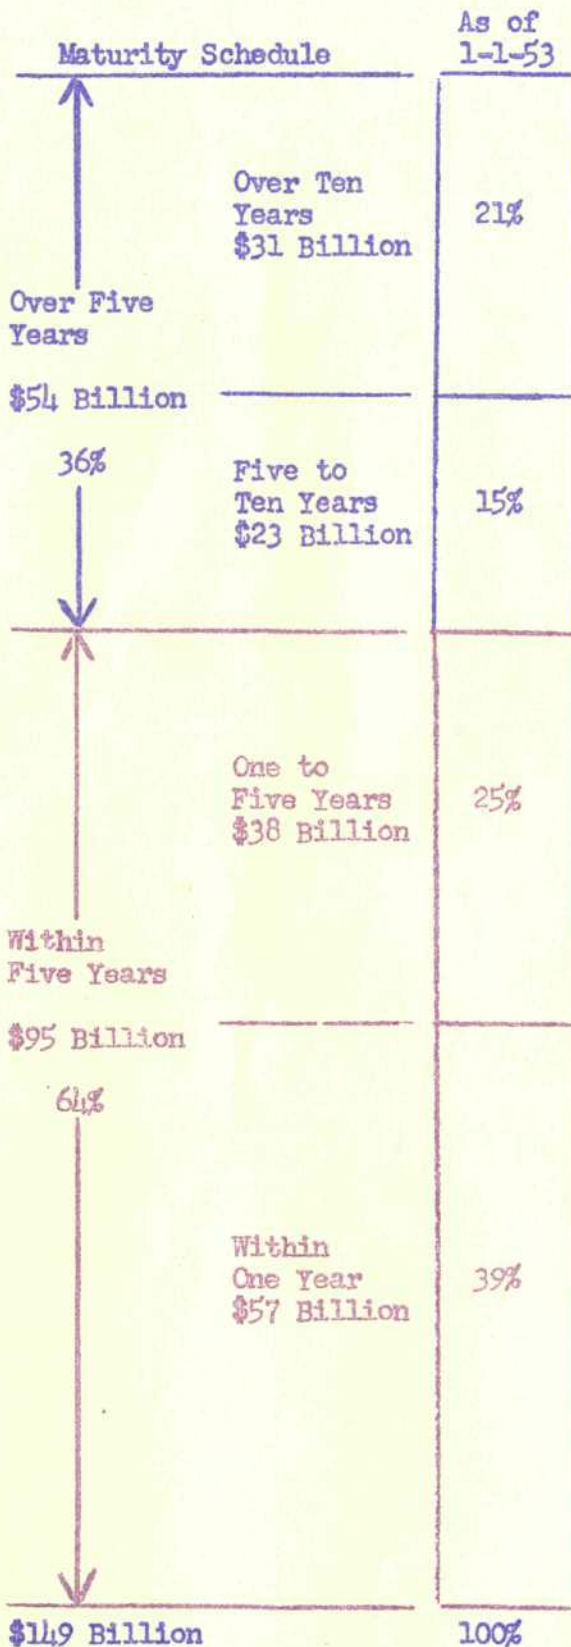 Maturity Schedule
As of
1-1-53
Over Ten
Years
$31 Billion
21%
Over Five
Years
$54 Billion
36%
Five to
Ten Years
$23 Billion
15%
One to
Five Years
$38 Billion
25%
Within
Five Years
$95 Billion
64%
Within
One Year
$57 Billion
39%
$149 Billion
100%